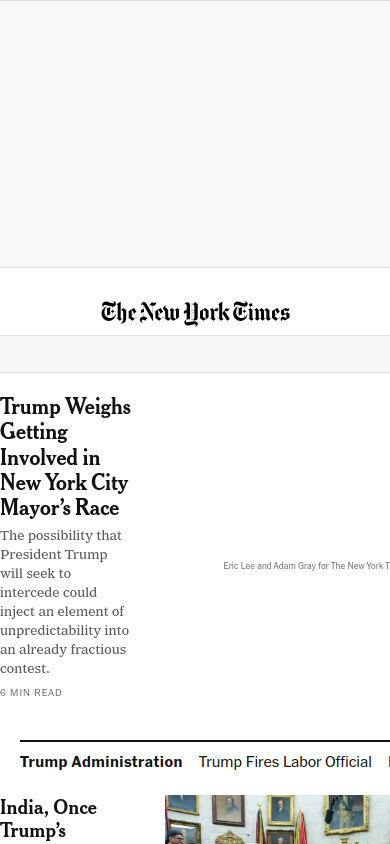 The New York Times
Trump Weighs
Getting
Involved in
New York City
Mayor's Race
The possibility that
President Trump
will seek to
intercede could
inject an element of
unpredictability into
an already fractious
contest.
6 MIN READ
Eric Lee and Adam Gray for The New York T
Trump Administration Trump Fires Labor Official
India, Once
Trump's